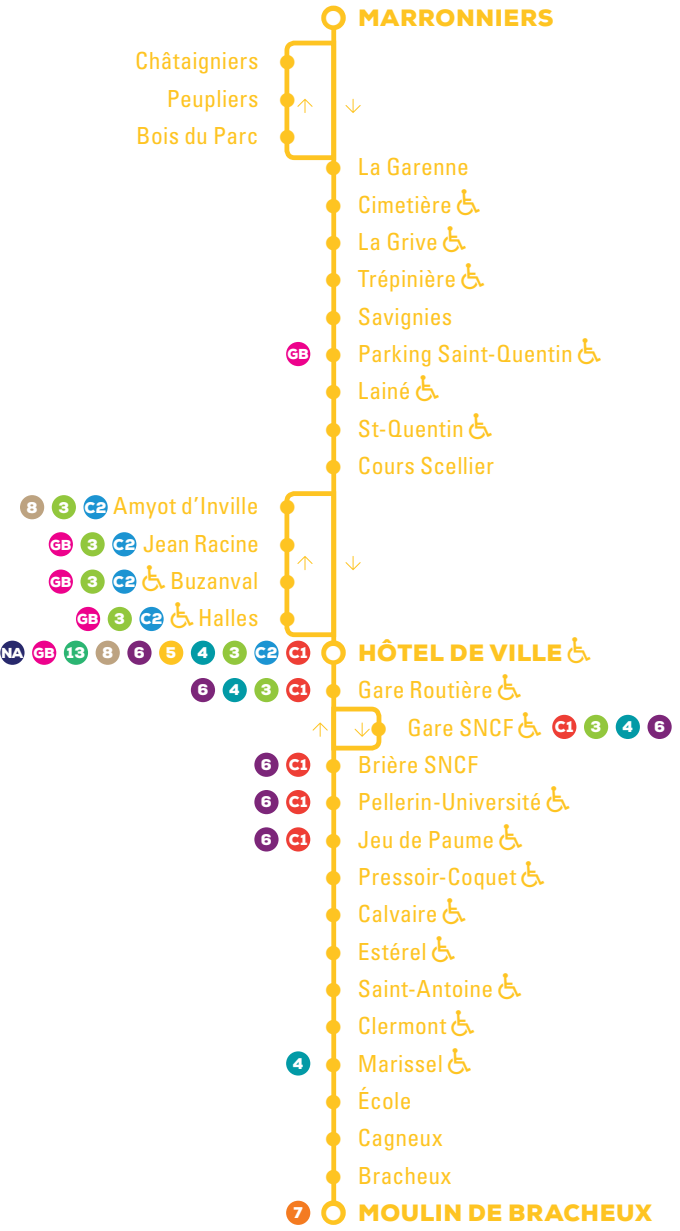 MARRONNIERS
Châtaigniers
Peupliers
Bois du Parc
La Garenne
Cimetière
La Grive
Trépinière
Savignies
GB Parking Saint-Quentin
Lainé
St-Quentin
Cours Scellier
8 3 C2 Amyot d'Inville
GB 3 C2 Jean Racine
GB 3 C2 Buzanval
GB 3 C2 Halles
NA GB 13 8 6 5 4 3 C2 C1 HÔTEL DE VILLE
6 4 3 C1 Gare Routière
Gare SNCF C1 3 4 6
6 C1 Brière SNCF
6 C1 Pellerin-Université
6 C1 Jeu de Paume
Pressoir-Coquet
Calvaire
Estérel
Saint-Antoine
Clermont
4 Marissel
École
Cagneux
Bracheux
7 MOULIN DE BRACHEUX